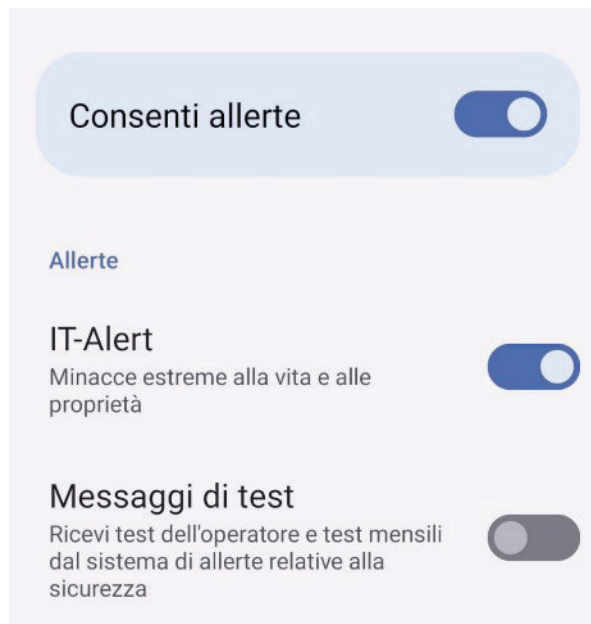 Consenti allerte
Allerte
IT-Alert
Minacce estreme alla vita e alle
proprietà
Messaggi di test
Ricevi test dell'operatore e test mensili
dal sistema di allerte relative alla
sicurezza